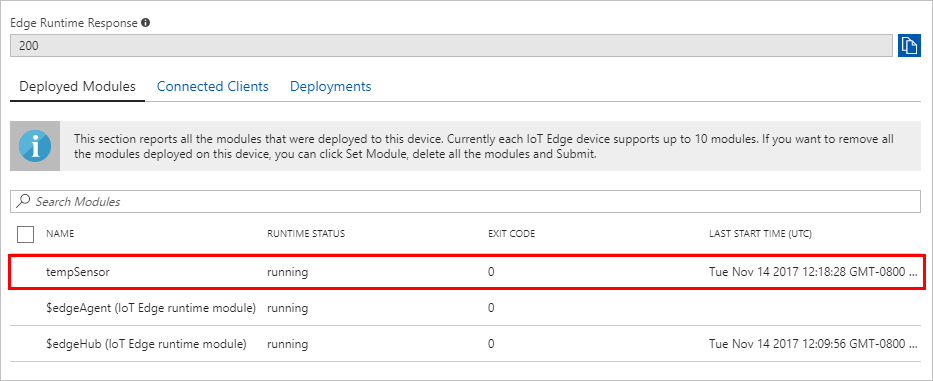 Edge Runtime Response
200
Deployed Modules Connected Clients Deployments
This section reports all the modules that were deployed to this device. Currently each IoT Edge device supports up to 10 modules. If you want to remove all
the modules deployed on this device, you can click Set Module, delete all the modules and Submit.
Search Modules
NAME RUNTIME STATUS EXIT CODE LAST START TIME (UTC)
tempSensor running 0 Tue Nov 14 2017 12:18:28 GMT-0800 ...
$edgeAgent (IoT Edge runtime module) running 0
$edgeHub (IoT Edge runtime module) running 0 Tue Nov 14 2017 12:09:56 GMT-0800 ...